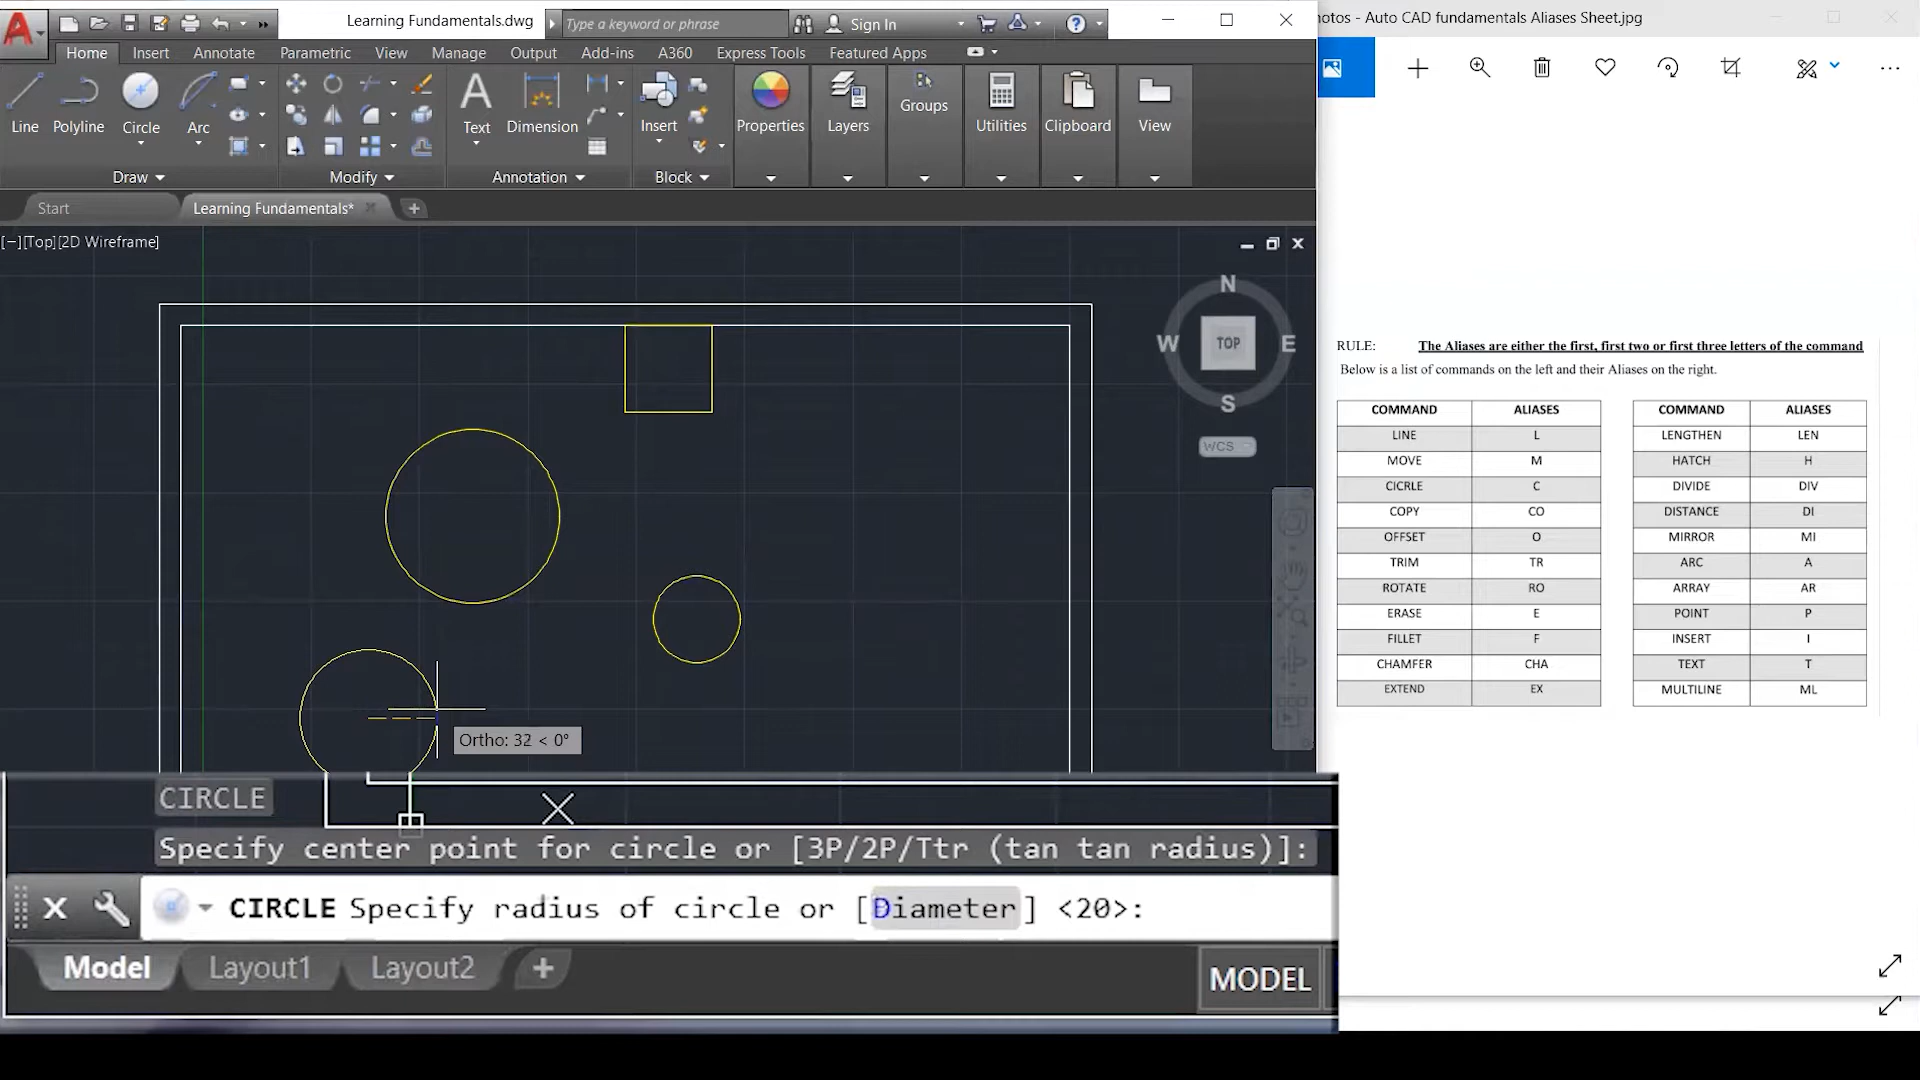 Learning Fundamentals.dwg
Type a keyword or phrase
Sign In
hotos - Auto CAD fundamentals Aliases Sheet.jpg
Home Insert Annotate Parametric View Manage Output Add-ins A360 Express Tools Featured Apps
Line Polyline Circle Arc
Text Dimension
Insert
Properties Layers Groups Utilities Clipboard View
Draw Modify Annotation Block
Start Learning Fundamentals*
[−][Top][2D Wireframe]
N
W TOP E
S
WCS
Ortho: 32 < 0°
CIRCLE
Specify center point for circle or [3P/2P/Ttr (tan tan radius)]:
CIRCLE Specify radius of circle or [Diameter] <20>:
Model Layout1 Layout2 +
MODEL
RULE: The Aliases are either the first, first two or first three letters of the command
Below is a list of commands on the left and their Aliases on the right.
COMMAND ALIASES
LINE L
MOVE M
CICRLE C
COPY CO
OFFSET O
TRIM TR
ROTATE RO
ERASE E
FILLET F
CHAMFER CHA
EXTEND EX
COMMAND ALIASES
LENGTHEN LEN
HATCH H
DIVIDE DIV
DISTANCE DI
MIRROR MI
ARC A
ARRAY AR
POINT P
INSERT I
TEXT T
MULTILINE ML